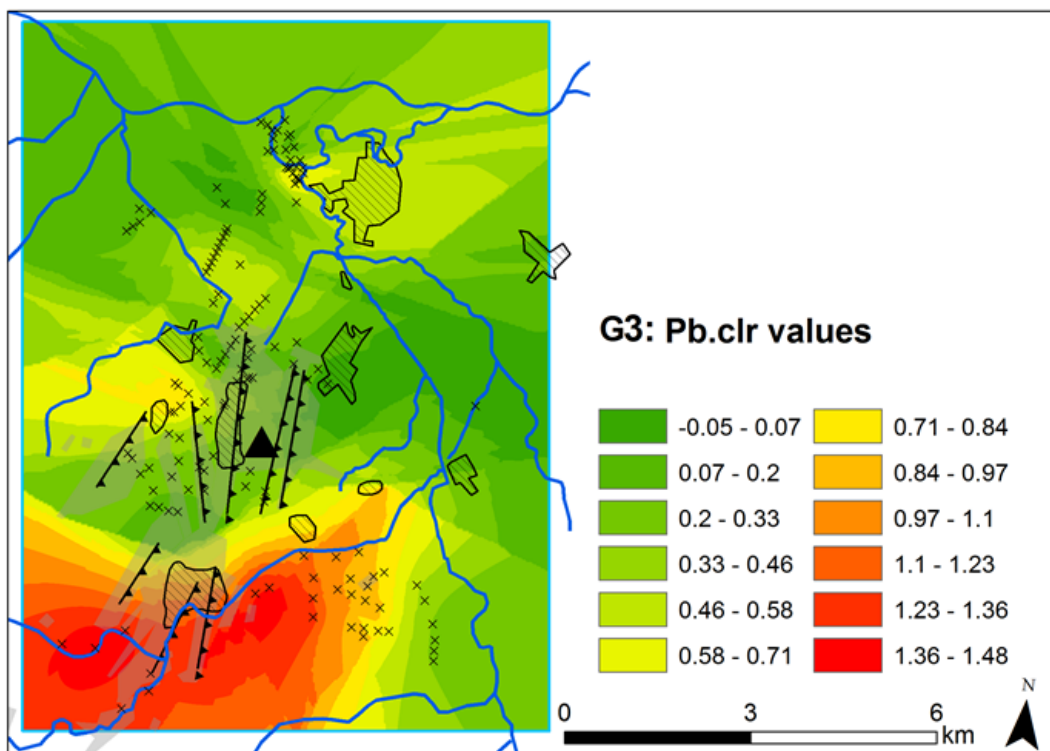 G3: Pb.clr values
-0.05 - 0.07
0.07 - 0.2
0.2 - 0.33
0.33 - 0.46
0.46 - 0.58
0.58 - 0.71
0.71 - 0.84
0.84 - 0.97
0.97 - 1.1
1.1 - 1.23
1.23 - 1.36
1.36 - 1.48
N
0 3 6
km